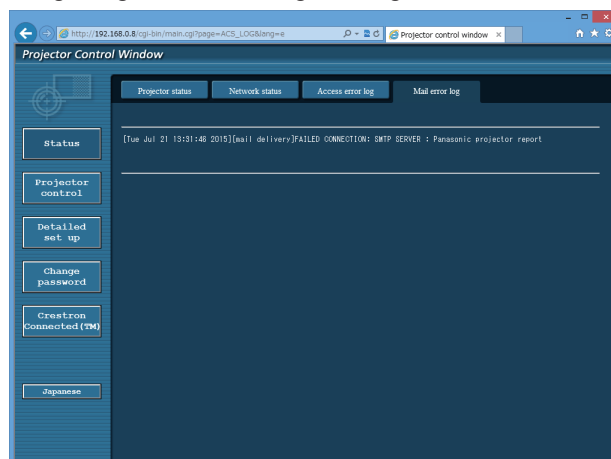 http://192.168.0.8/cgi-bin/main.cgi?page=ACS_LOG&lang=e
Projector control window
Projector Control Window
Projector status
Network status
Access error log
Mail error log
[Tue Jul 21 13:31:46 2015][mail delivery]FAILED CONNECTION: SMTP SERVER : Panasonic projector report
Status
Projector
control
Detailed
set up
Change
password
Crestron
Connected(TM)
Japanese